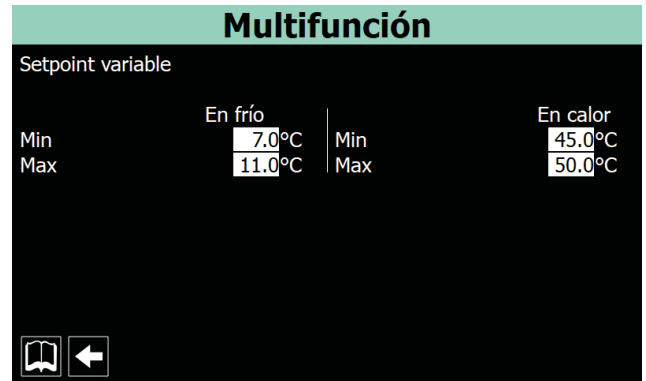 Multifunción
Setpoint variable
En frío En calor
Min 7.0°C Min 45.0°C
Max 11.0°C Max 50.0°C